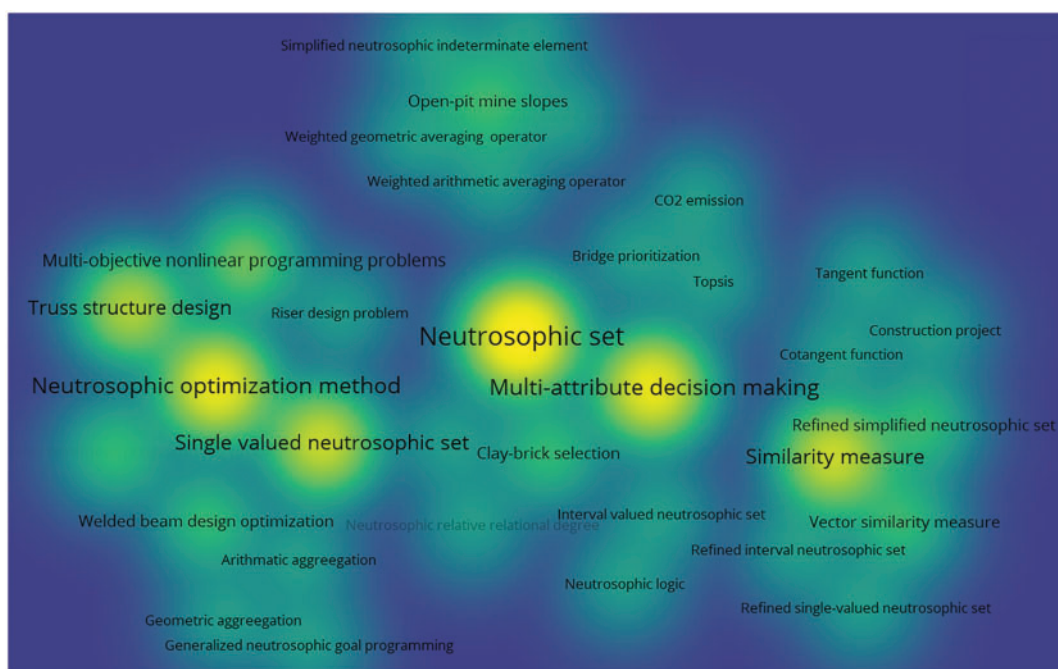 Simplified neutrosophic indeterminate element
Open-pit mine slopes
Weighted geometric averaging operator
Weighted arithmetic averaging operator
CO2 emission
Multi-objective nonlinear programming problems
Bridge prioritization
Topsis
Tangent function
Truss structure design
Riser design problem
Construction project
Neutrosophic set
Cotangent function
Neutrosophic optimization method
Multi-attribute decision making
Refined simplified neutrosophic set
Single valued neutrosophic set
Clay-brick selection
Similarity measure
Welded beam design optimization
Neutrosophic relative relational degree
Interval valued neutrosophic set
Vector similarity measure
Arithmatic aggreegation
Refined interval neutrosophic set
Neutrosophic logic
Geometric aggreegation
Refined single-valued neutrosophic set
Generalized neutrosophic goal programming